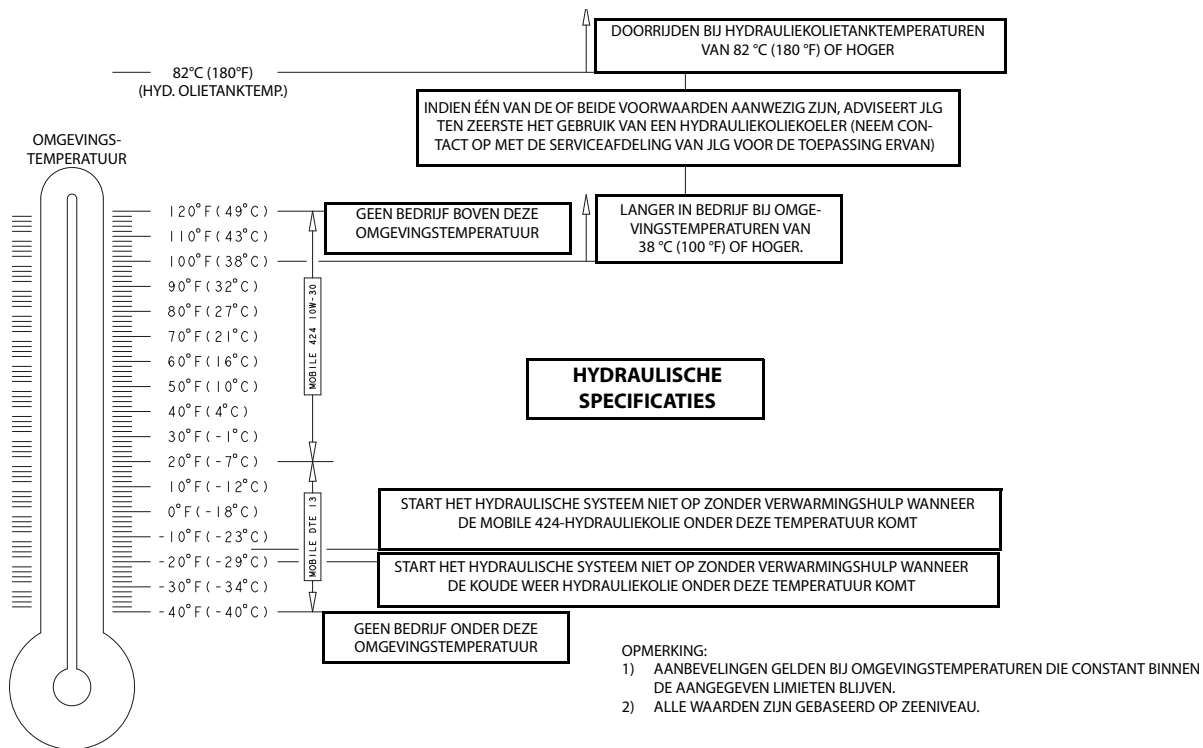 DOORRIJDEN BIJ HYDRAULIEKOLIETANKTEMPERATUREN
VAN 82 °C (180 °F) OF HOGER
82°C (180°F)
(HYD. OLIETANKTEMP.)
INDIEN ÉÉN VAN DE OF BEIDE VOORWAARDEN AANWEZIG ZIJN, ADVISEERT JLG
TEN ZEERSTE HET GEBRUIK VAN EEN HYDRAULIEKOLIEKOELER (NEEM CON-
TACT OP MET DE SERVICEAFDELING VAN JLG VOOR DE TOEPASSING ERVAN)
OMGEVINGS-
TEMPERATUUR
GEEN BEDRIJF BOVEN DEZE
OMGEVINGSTEMPERATUUR
LANGER IN BEDRIJF BIJ OMGE-
VINGSTEMPERATUREN VAN
38 °C (100 °F) OF HOGER.
120°F(49°C)
110°F(43°C)
100°F(38°C)
90°F(32°C)
80°F(27°C)
70°F(21°C)
60°F(16°C)
50°F(10°C)
40°F(4°C)
30°F(-1°C)
20°F(-7°C)
10°F(-12°C)
0°F(-18°C)
-10°F(-23°C)
-20°F(-29°C)
-30°F(-34°C)
-40°F(-40°C)
MOBILE 424 10W-30
MOBILE DTE 13
HYDRAULISCHE
SPECIFICATIES
START HET HYDRAULISCHE SYSTEEM NIET OP ZONDER VERWARMINGSHULP WANNEER
DE MOBILE 424-HYDRAULIEKOLIE ONDER DEZE TEMPERATUUR KOMT
START HET HYDRAULISCHE SYSTEEM NIET OP ZONDER VERWARMINGSHULP WANNEER
DE KOUDE WEER HYDRAULIEKOLIE ONDER DEZE TEMPERATUUR KOMT
GEEN BEDRIJF ONDER DEZE
OMGEVINGSTEMPERATUUR
OPMERKING:
1) AANBEVELINGEN GELDEN BIJ OMGEVINGSTEMPERATUREN DIE CONSTANT BINNEN
DE AANGEGEVEN LIMIETEN BLIJVEN.
2) ALLE WAARDEN ZIJN GEBASEERD OP ZEENIVEAU.